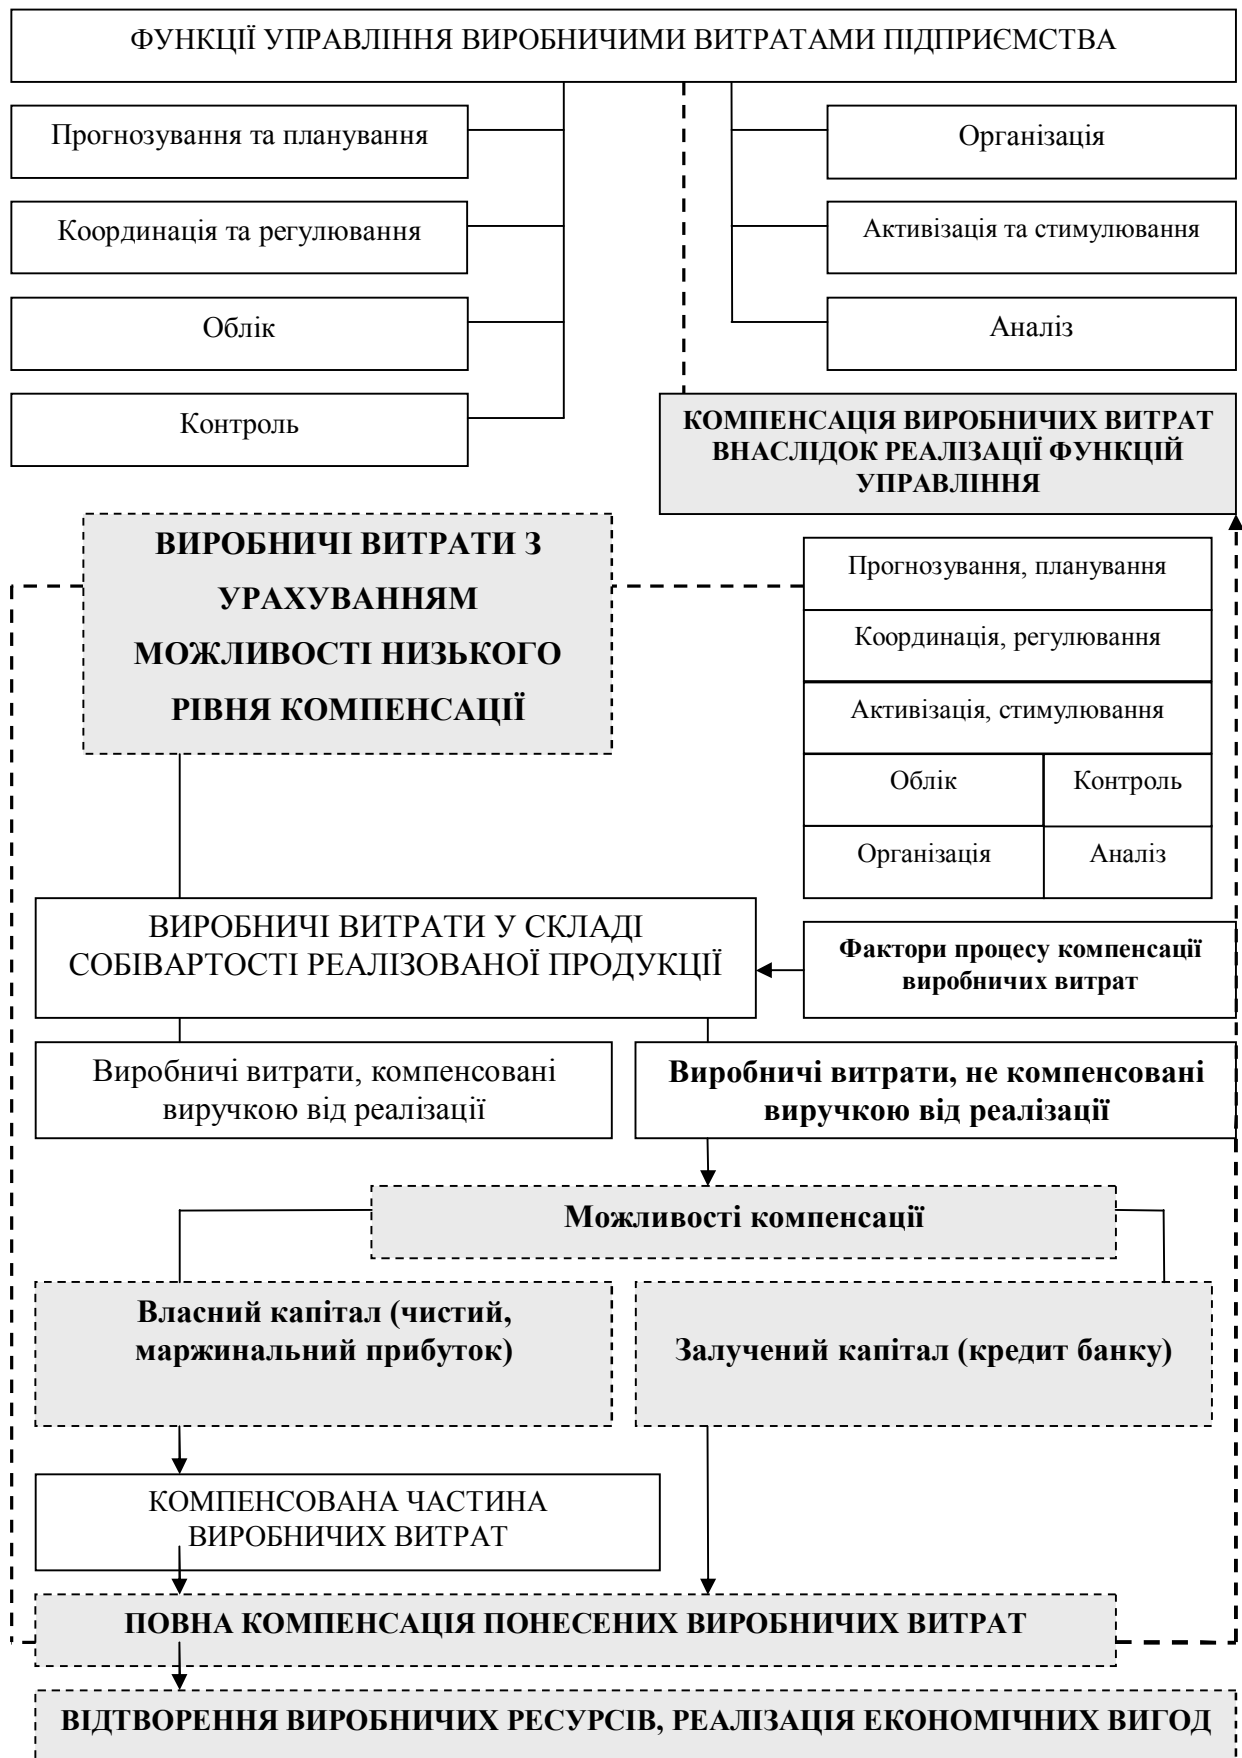 ФУНКЦІЇ УПРАВЛІННЯ ВИРОБНИЧИМИ ВИТРАТАМИ ПІДПРИЄМСТВА
Прогнозування та планування
Організація
Координація та регулювання
Активізація та стимулювання
Облік
Аналіз
Контроль
КОМПЕНСАЦІЯ ВИРОБНИЧИХ ВИТРАТ
ВНАСЛІДОК РЕАЛІЗАЦІЇ ФУНКЦІЙ
УПРАВЛІННЯ
ВИРОБНИЧІ ВИТРАТИ З
УРАХУВАННЯМ
МОЖЛИВОСТІ НИЗЬКОГО
РІВНЯ КОМПЕНСАЦІЇ
Прогнозування, планування
Координація, регулювання
Активізація, стимулювання
Облік
Контроль
Організація
Аналіз
ВИРОБНИЧІ ВИТРАТИ У СКЛАДІ
СОБІВАРТОСТІ РЕАЛІЗОВАНОЇ ПРОДУКЦІЇ
Фактори процесу компенсації
виробничих витрат
Виробничі витрати, компенсовані
виручкою від реалізації
Виробничі витрати, не компенсовані
виручкою від реалізації
Можливості компенсації
Власний капітал (чистий,
маржинальний прибуток)
Залучений капітал (кредит банку)
КОМПЕНСОВАНА ЧАСТИНА
ВИРОБНИЧИХ ВИТРАТ
ПОВНА КОМПЕНСАЦІЯ ПОНЕСЕНИХ ВИРОБНИЧИХ ВИТРАТ
ВІДТВОРЕННЯ ВИРОБНИЧИХ РЕСУРСІВ, РЕАЛІЗАЦІЯ ЕКОНОМІЧНИХ ВИГОД